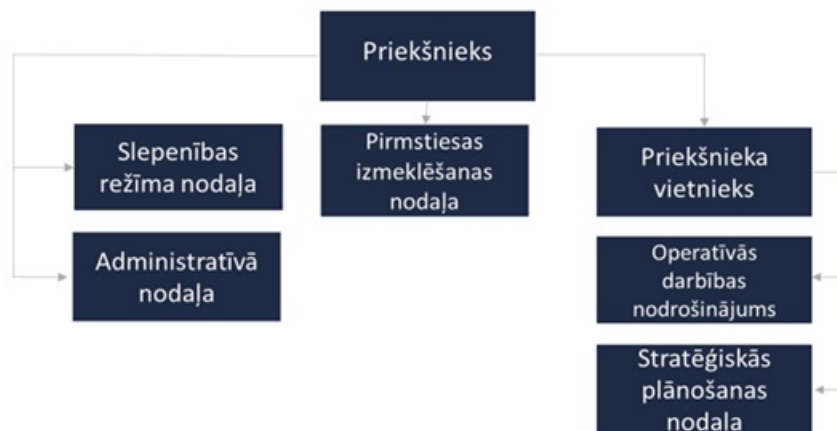 Priekšnieks
Slepenības
režīma nodaļa
Pirmstiesas
izmeklēšanas
nodaļa
Priekšnieka
vietnieks
Administratīvā
nodaļa
Operatīvās
darbības
nodrošinājums
Stratēģiskās
plānošanas
nodaļa